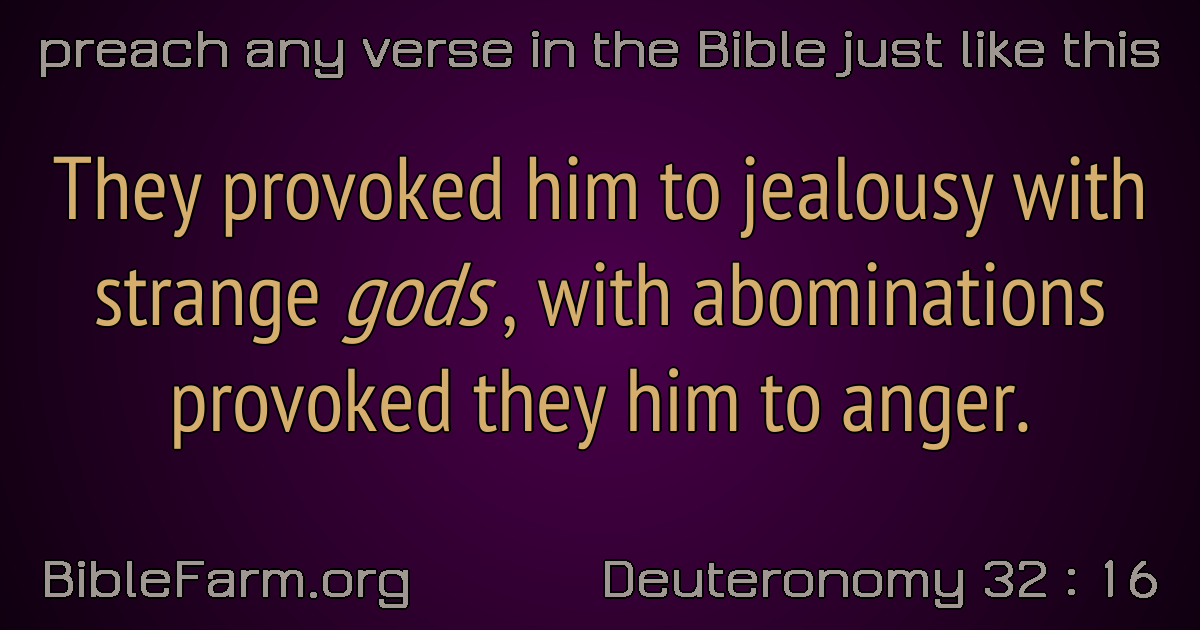 preach any verse in the Bible just like this
They provoked him to jealousy with
strange gods, with abominations
provoked they him to anger.
BibleFarm.org
Deuteronomy 32 : 16